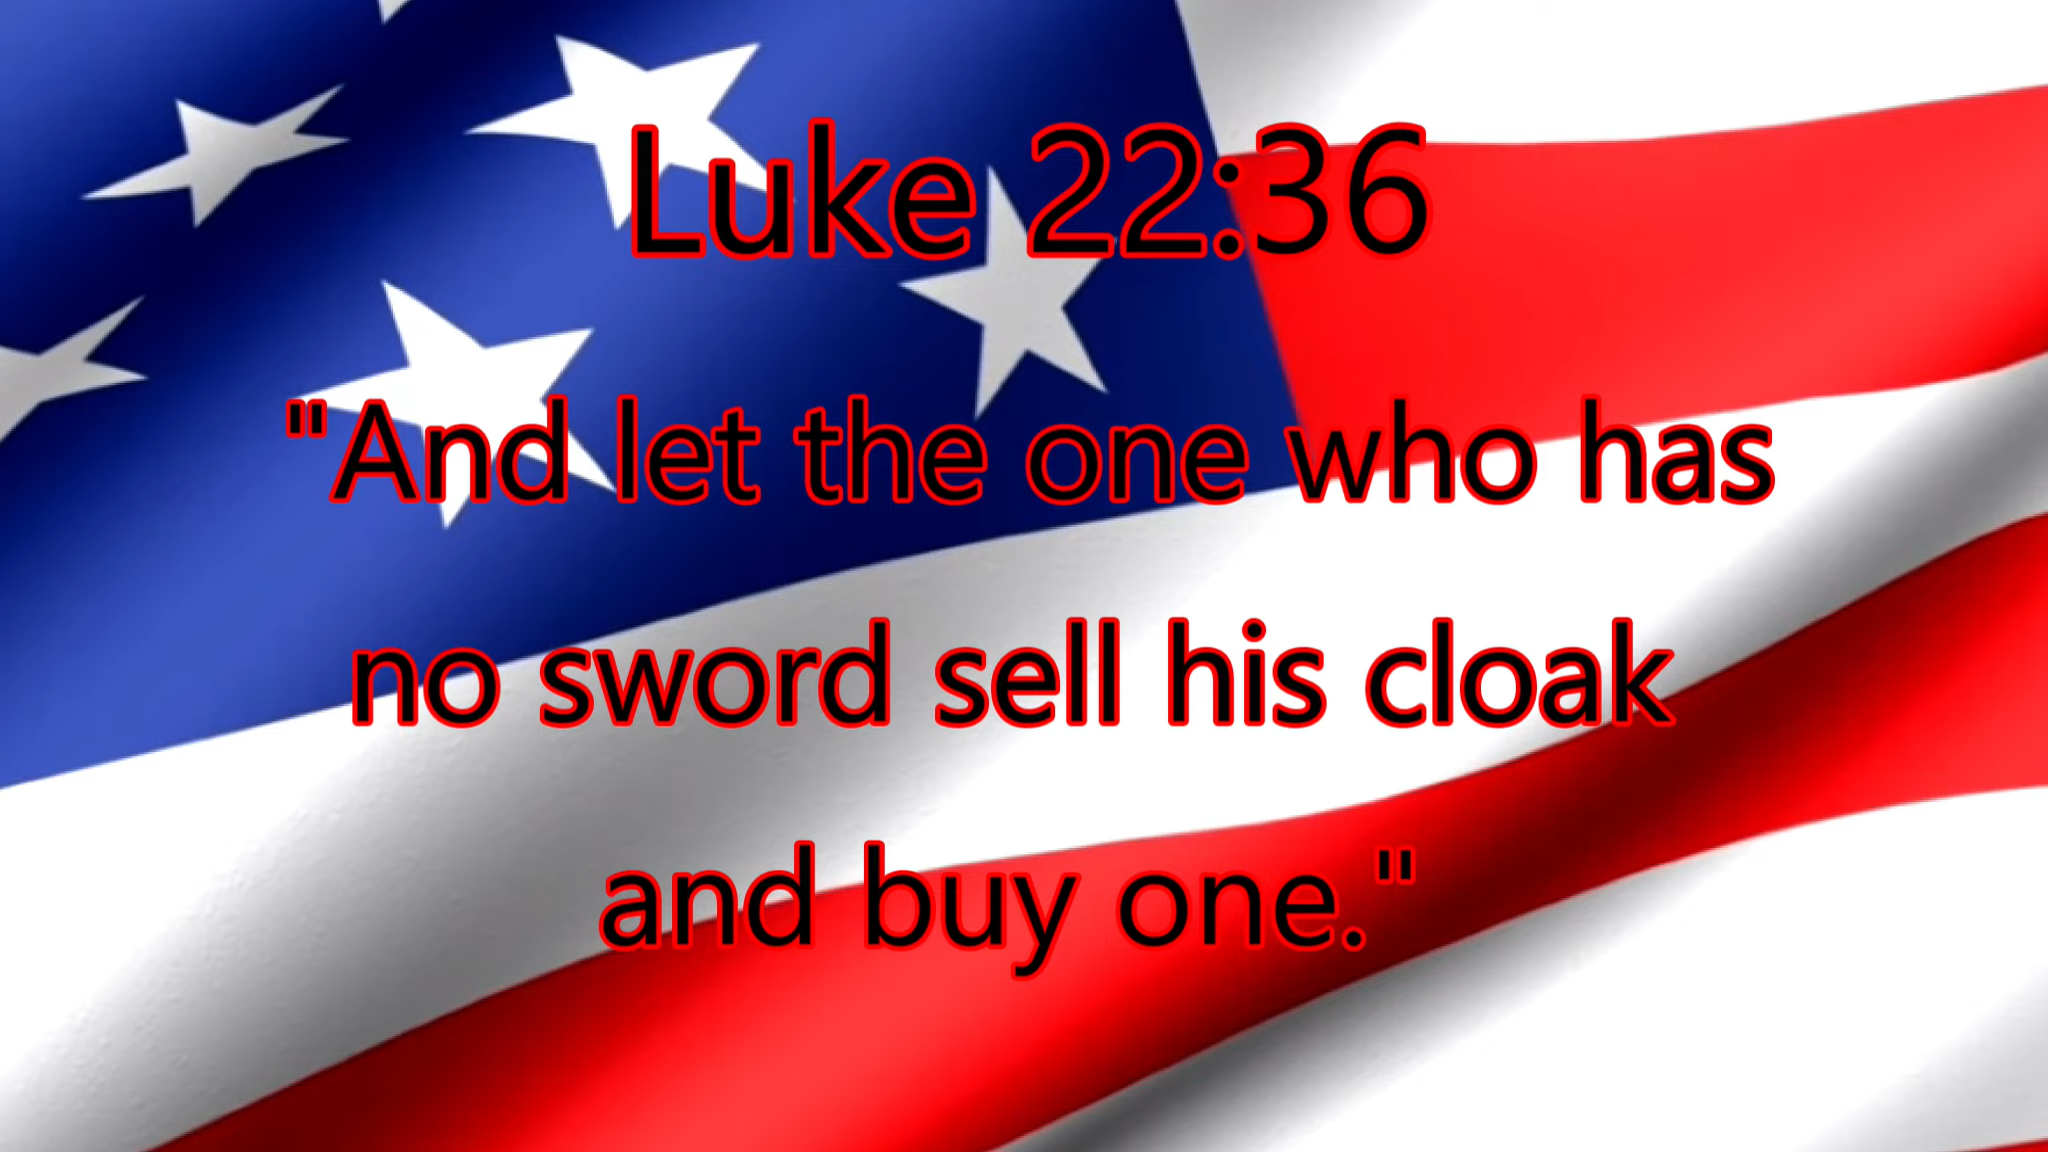 Luke 22:36
"And let the one who has
no sword sell his cloak
and buy one."